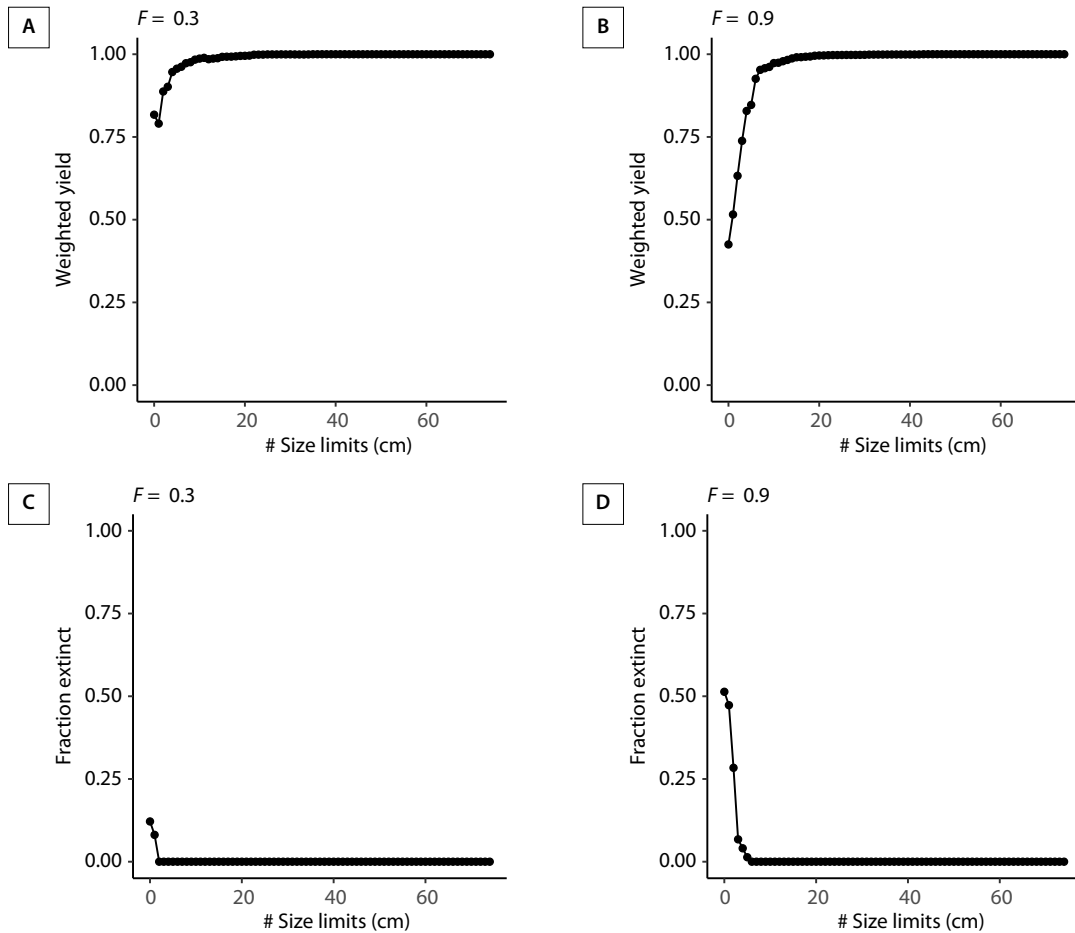 A
F = 0.3
1.00
0.75
0.50
0.25
0.00
Weighted yield
0
20
40
60
# Size limits (cm)
B
F = 0.9
1.00
0.75
0.50
0.25
0.00
Weighted yield
0
20
40
60
# Size limits (cm)
C
F = 0.3
1.00
0.75
0.50
0.25
0.00
Fraction extinct
0
20
40
60
# Size limits (cm)
D
F = 0.9
1.00
0.75
0.50
0.25
0.00
Fraction extinct
0
20
40
60
# Size limits (cm)